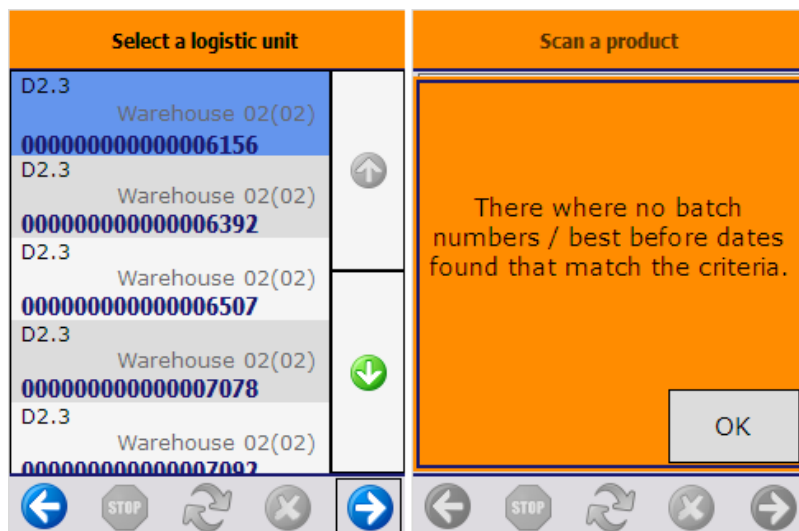 Select a logistic unit
D2.3
Warehouse 02(02)
000000000000006156
D2.3
Warehouse 02(02)
000000000000006392
D2.3
Warehouse 02(02)
000000000000006507
D2.3
Warehouse 02(02)
000000000000007078
D2.3
Warehouse 02(02)
000000000000007092
STOP
Scan a product
There where no batch
numbers / best before dates
found that match the criteria.
OK
STOP